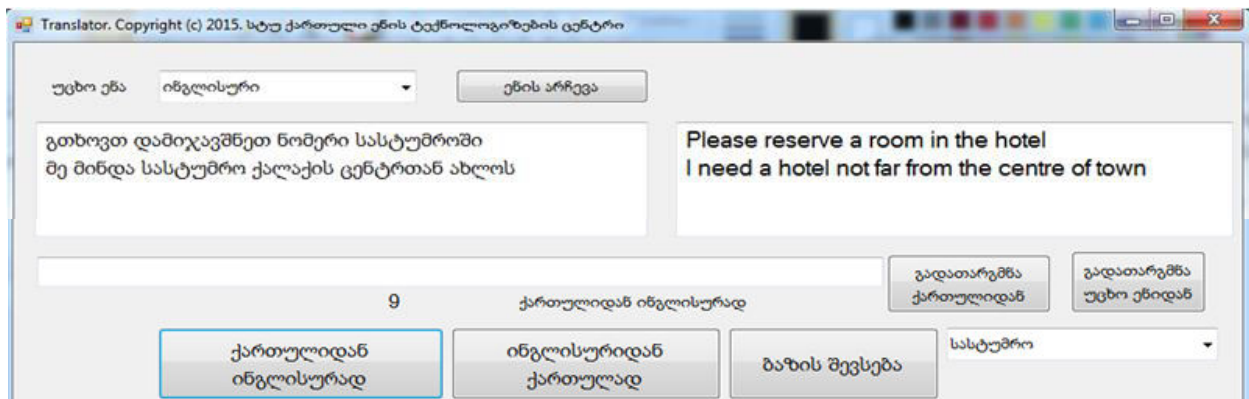 Translator. Copyright (c) 2015. სტუ ქართული ენის ტექნოლოგიზების ცენტრი
უცხო ენა
ინგლისური
ენის არჩევა
გთხოვთ დამიჯავშნეთ ნომერი სასტუმროში
მე მინდა სასტუმრო ქალაქის ცენტრთან ახლოს
Please reserve a room in the hotel
I need a hotel not far from the centre of town
გადათარგმნა
ქართულიდან
გადათარგმნა
უცხო ენიდან
9
ქართულიდან ინგლისურად
ქართულიდან
ინგლისურად
ინგლისურიდან
ქართულად
ბაზის შევსება
სასტუმრო